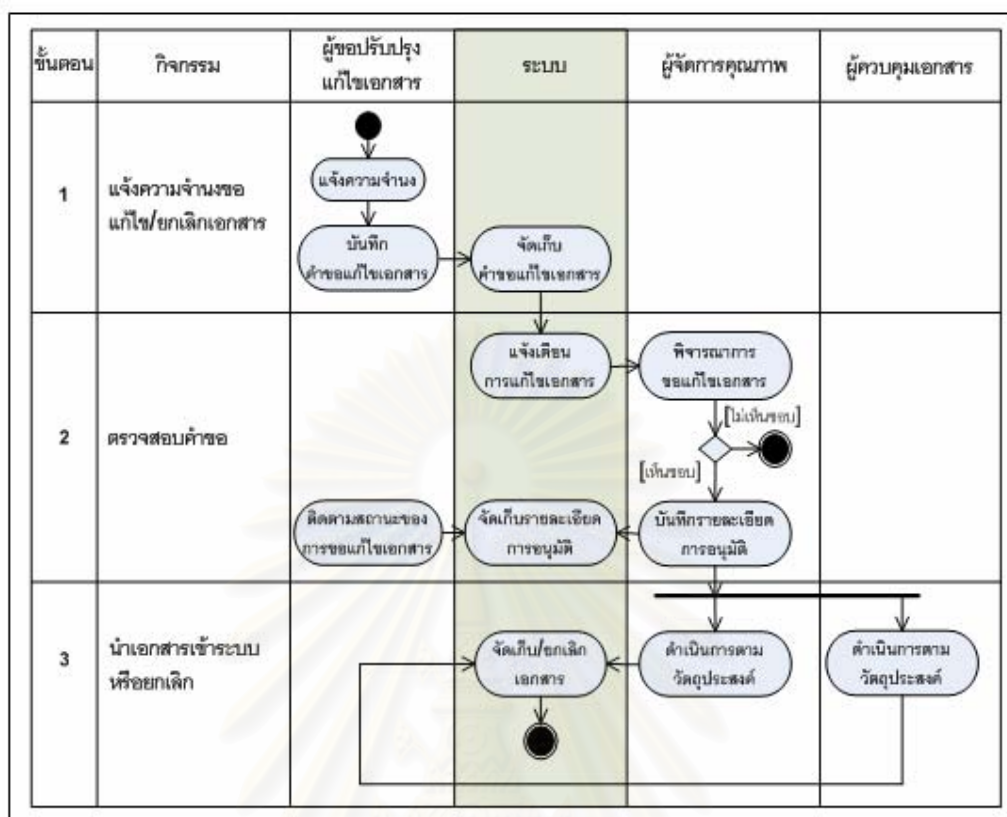 ขั้นตอน
กิจกรรม
ผู้ขอปรับปรุง
แก้ไขเอกสาร
ระบบ
ผู้จัดการคุณภาพ
ผู้ควบคุมเอกสาร
1
แจ้งความจำนงขอ
แก้ไข/ยกเลิกเอกสาร
แจ้งความจำนง
บันทึก
คำขอแก้ไขเอกสาร
จัดเก็บ
คำขอแก้ไขเอกสาร
2
ตรวจสอบคำขอ
แจ้งเตือน
การแก้ไขเอกสาร
พิจารณาการ
ขอแก้ไขเอกสาร
[ไม่เห็นชอบ]
[เห็นชอบ]
ติดตามสถานะของ
การขอแก้ไขเอกสาร
จัดเก็บรายละเอียด
การอนุมัติ
บันทึกรายละเอียด
การอนุมัติ
3
นำเอกสารเข้าระบบ
หรือยกเลิก
จัดเก็บ/ยกเลิก
เอกสาร
ดำเนินการตาม
วัตถุประสงค์
ดำเนินการตาม
วัตถุประสงค์